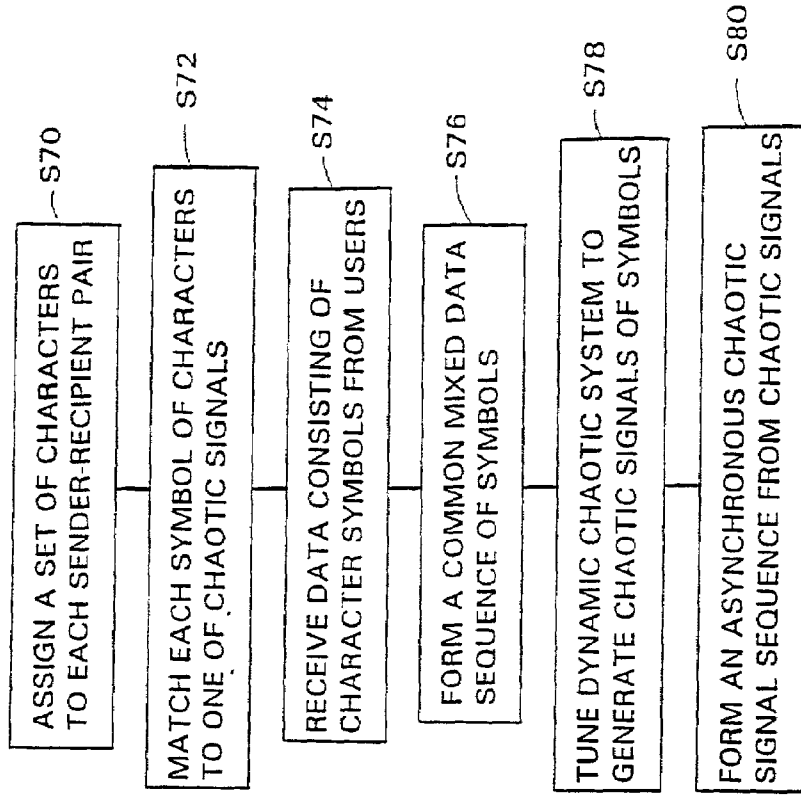 ASSIGN A SET OF CHARACTERS
TO EACH SENDER-RECIPIENT PAIR
S70
MATCH EACH SYMBOL OF CHARACTERS
TO ONE OF CHAOTIC SIGNALS
S72
RECEIVE DATA CONSISTING OF
CHARACTER SYMBOLS FROM USERS
S74
FORM A COMMON MIXED DATA
SEQUENCE OF SYMBOLS
S76
TUNE DYNAMIC CHAOTIC SYSTEM TO
GENERATE CHAOTIC SIGNALS OF SYMBOLS
S78
FORM AN ASYNCHRONOUS CHAOTIC
SIGNAL SEQUENCE FROM CHAOTIC SIGNALS
S80